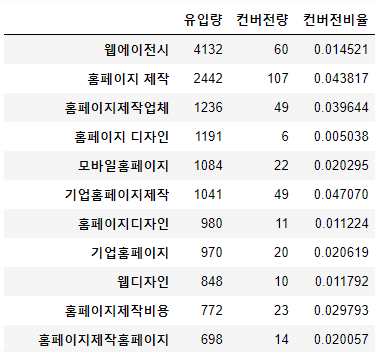 유입량 컨버전량 컨버전비율
웹에이전시 4132 60 0.014521
홈페이지 제작 2442 107 0.043817
홈페이지제작업체 1236 49 0.039644
홈페이지 디자인 1191 6 0.005038
모바일홈페이지 1084 22 0.020295
기업홈페이지제작 1041 49 0.047070
홈페이지디자인 980 11 0.011224
기업홈페이지 970 20 0.020619
웹디자인 848 10 0.011792
홈페이지제작비용 772 23 0.029793
홈페이지제작홈페이지 698 14 0.020057